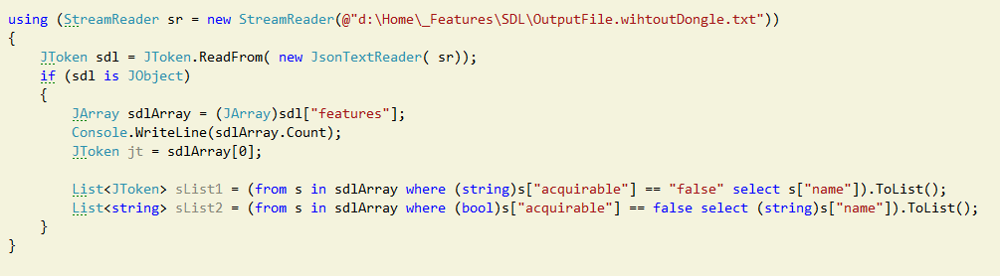 using (StreamReader sr = new StreamReader(@"d:\Home\_Features\SDL\OutputFile.wihtoutDongle.txt"))
{
JToken sdl = JToken.ReadFrom( new JsonTextReader( sr));
if (sdl is JObject)
{
JArray sdlArray = (JArray)sdl["features"];
Console.WriteLine(sdlArray.Count);
JToken jt = sdlArray[0];
List<JToken> sList1 = (from s in sdlArray where (string)s["acquirable"] == "false" select s["name"]).ToList();
List<string> sList2 = (from s in sdlArray where (bool)s["acquirable"] == false select (string)s["name"]).ToList();
}
}